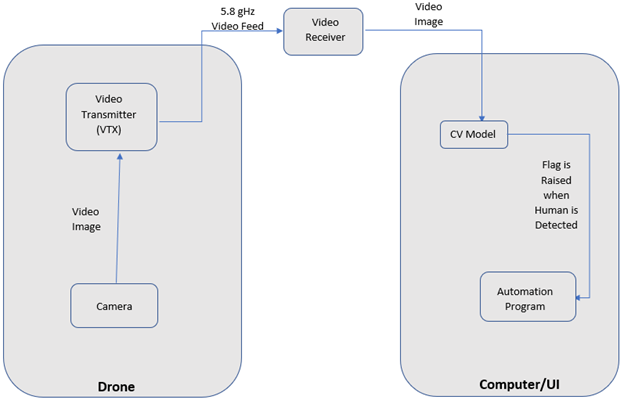 5.8 gHz
Video Feed
Video
Receiver
Video
Image
Video
Transmitter
(VTX)
Video
Image
Camera
Drone
CV Model
Flag is
Raised
when
Human is
Detected
Automation
Program
Computer/UI